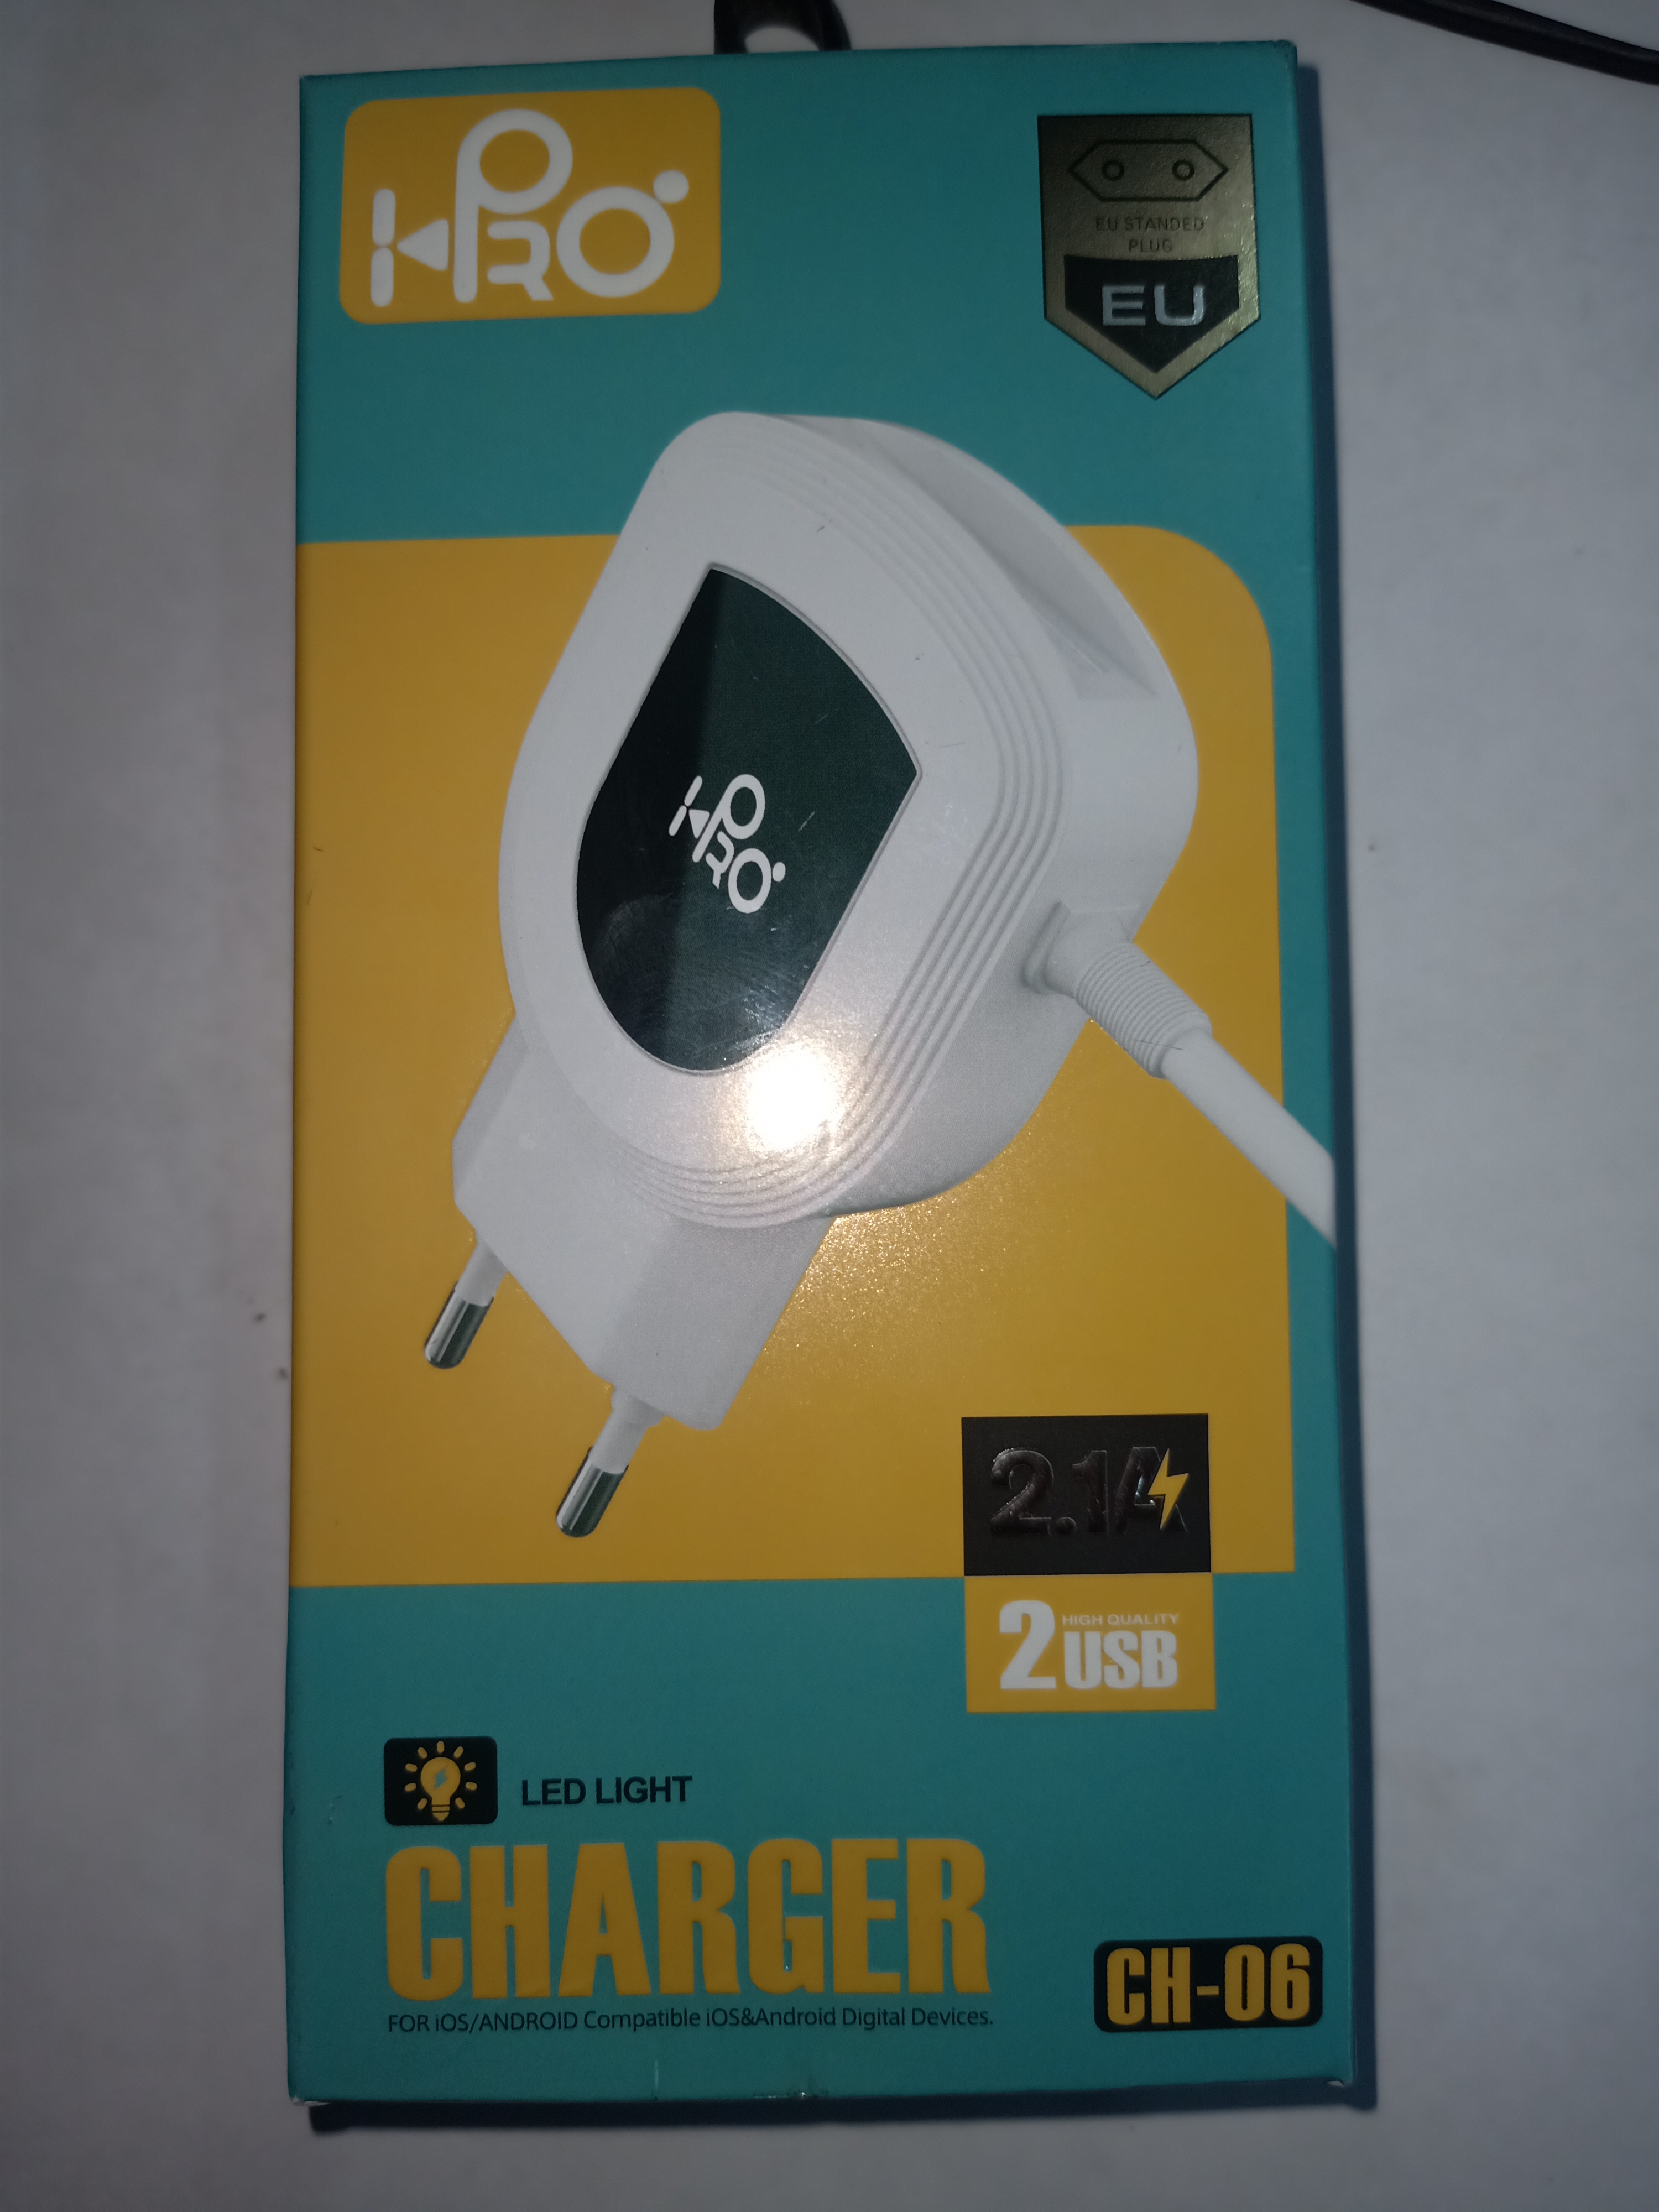 KPRO
EU STANDED
PLUG
EU
KPRO
2.1A
2 HIGH QUALITY
USB
LED LIGHT
CHARGER
FOR iOS/ANDROID Compatible iOS&Android Digital Devices.
CH-06